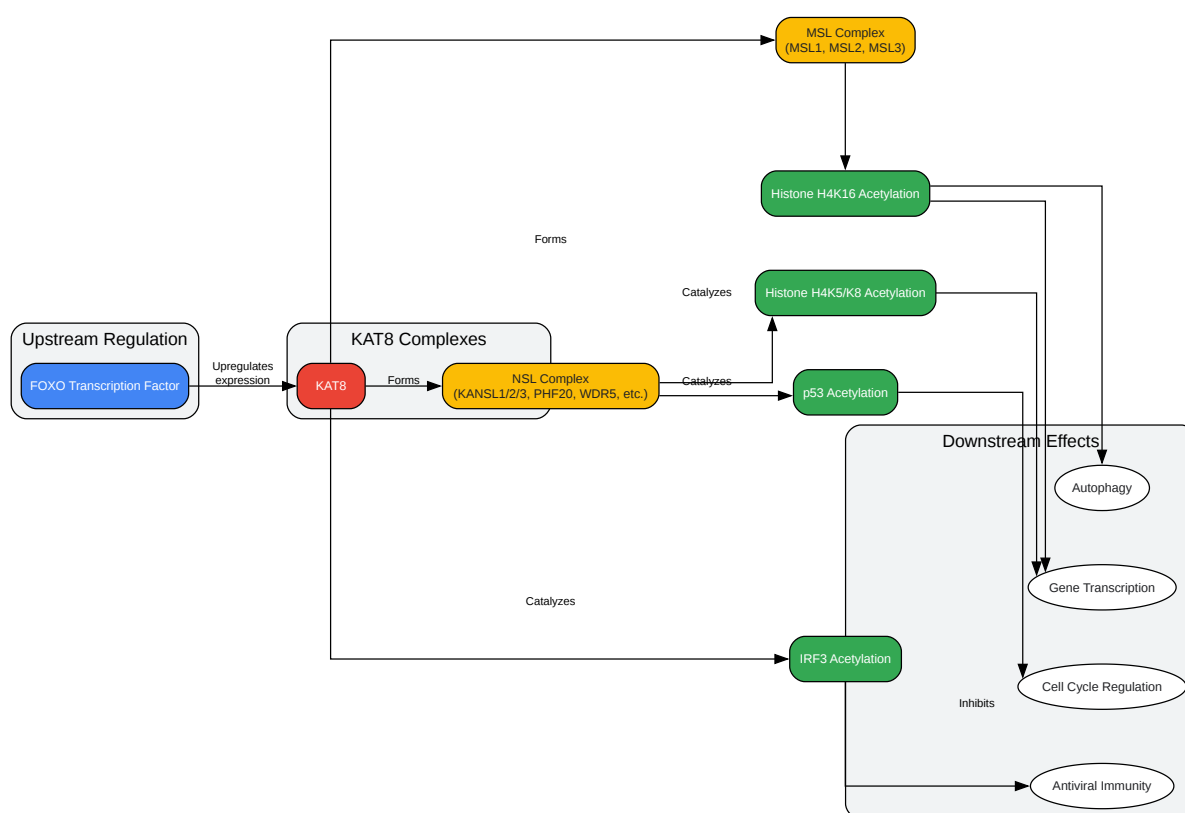 MSL Complex
(MSL1, MSL2, MSL3)
Histone H4K16 Acetylation
Forms
Catalyzes
Histone H4K5/K8 Acetylation
Upstream Regulation
KAT8 Complexes
FOXO Transcription Factor
Upregulates
expression
KAT8
Forms
NSL Complex
(KANSL1/2/3, PHF20, WDR5, etc.)
Catalyzes
p53 Acetylation
Downstream Effects
Autophagy
Gene Transcription
Catalyzes
IRF3 Acetylation
Cell Cycle Regulation
Inhibits
Antiviral Immunity